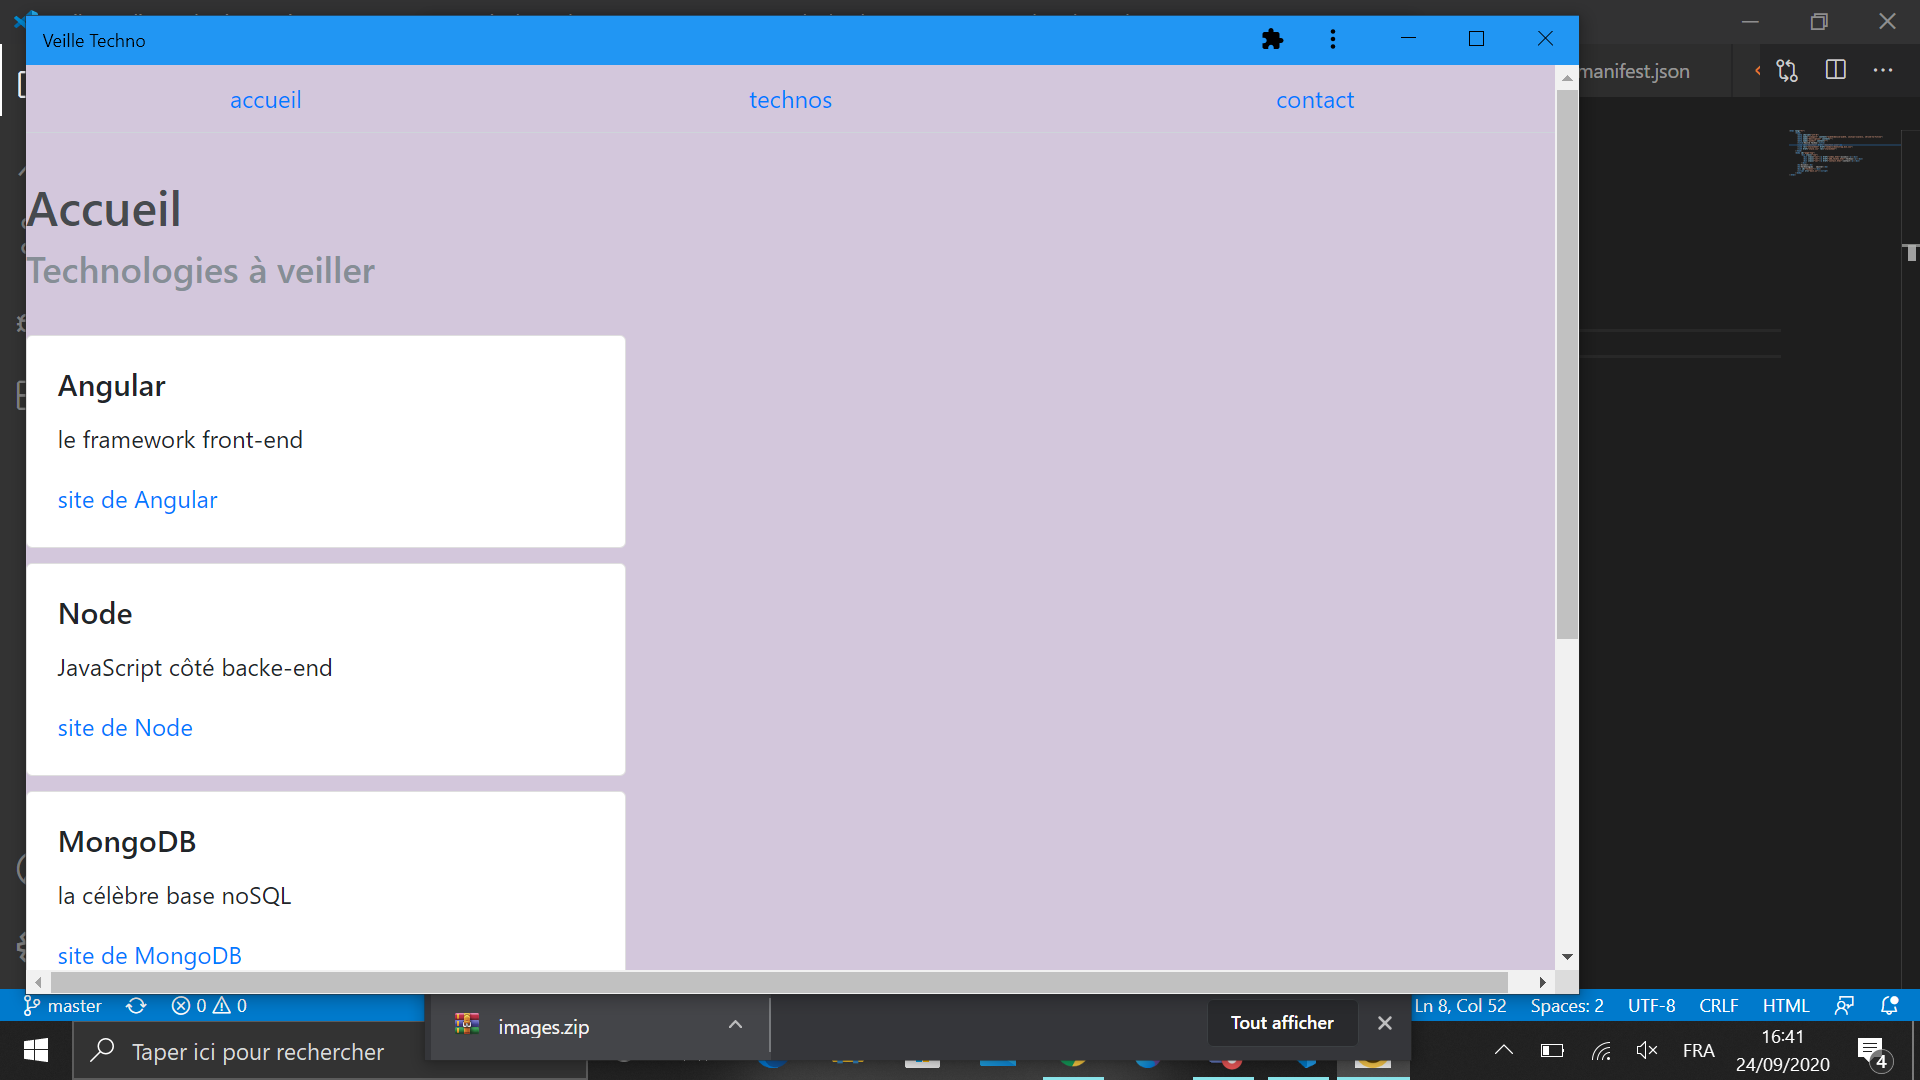 Veille Techno
manifest.json
accueil technos contact
Accueil
Technologies à veiller
Angular
le framework front-end
site de Angular
Node
JavaScript côté backe-end
site de Node
MongoDB
la célèbre base noSQL
site de MongoDB
master 0 0 Ln 8, Col 52 Spaces: 2 UTF-8 CRLF HTML
images.zip Tout afficher
Taper ici pour rechercher FRA 16:41
24/09/2020 4